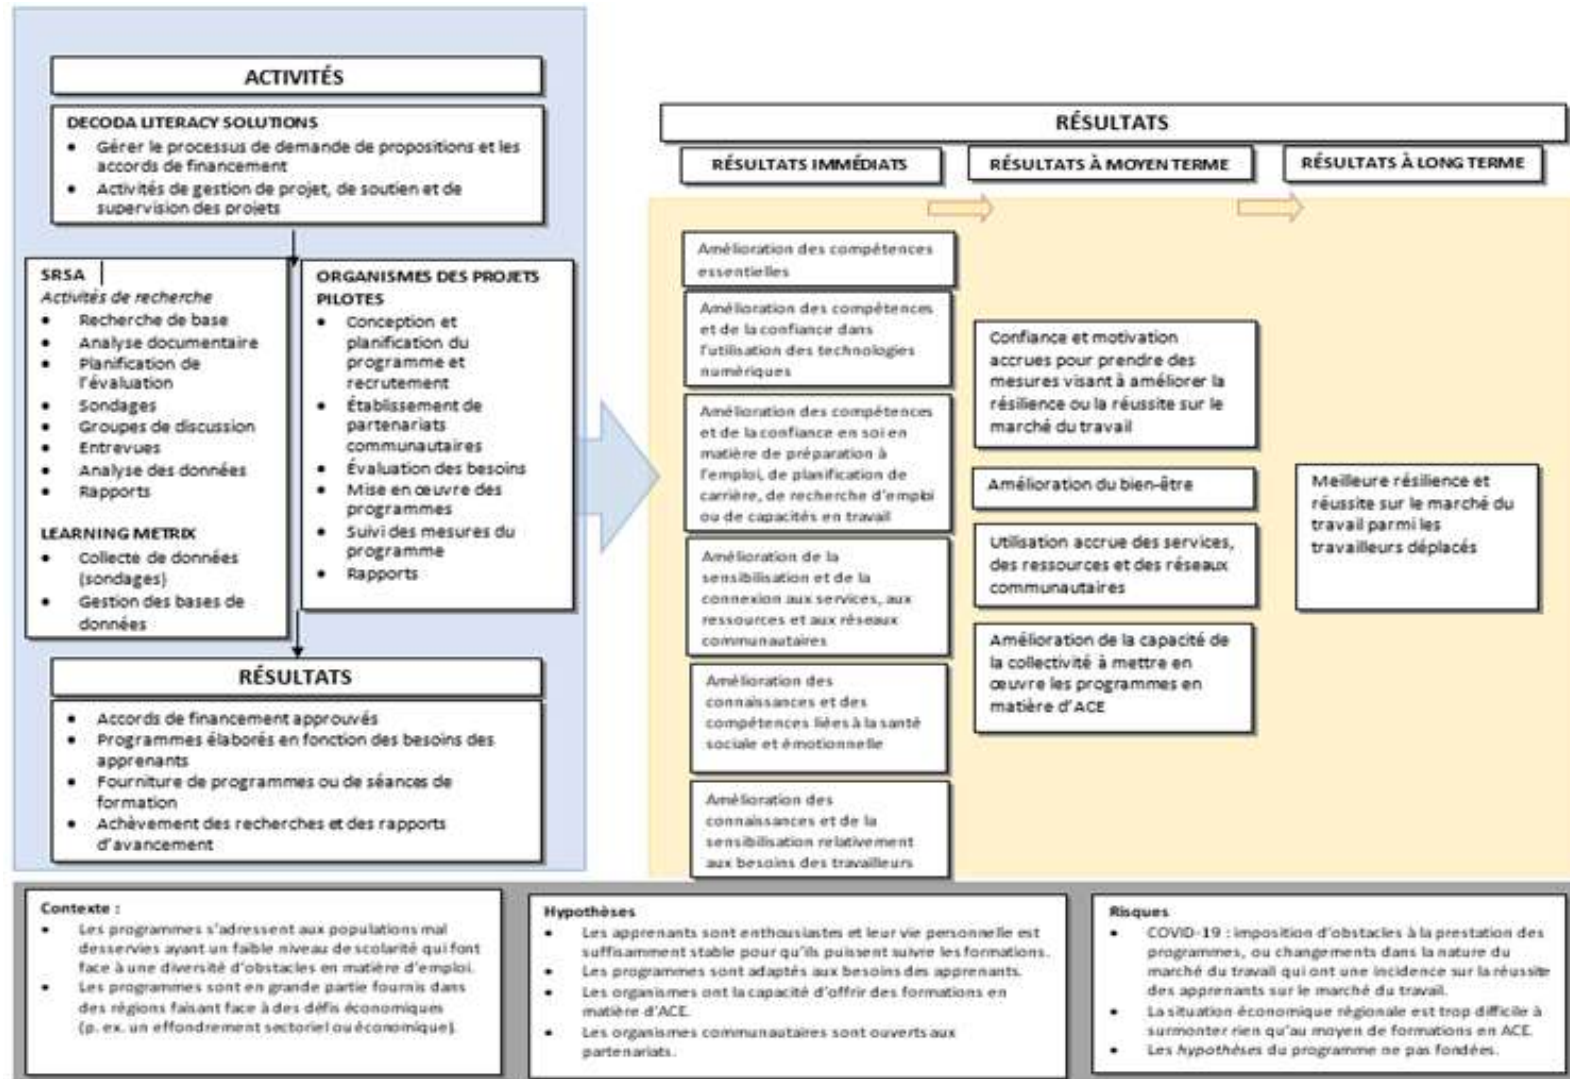 ACTIVITÉS
DECODA LITERACY SOLUTIONS
• Gérer le processus de demande de propositions et les
accords de financement
• Activités de gestion de projet, de soutien et de
supervision des projets
SRSA
Activités de recherche
• Recherche de base
• Analyse documentaire
• Planification de
l'évaluation
• Sondages
• Groupes de discussion
• Entrevues
• Analyse des données
• Rapports
LEARNING METRIX
• Collecte de données
(sondages)
• Gestion des bases de
données
ORGANISMES DES PROJETS
PILOTES
• Conception et
planification du
programme et
recrutement
• Établissement de
partenariats
communautaires
• Évaluation des besoins
• Mise en œuvre des
programmes
• Suivi des mesures du
programme
• Rapports
RÉSULTATS
• Accords de financement approuvés
• Programmes élaborés en fonction des besoins des
apprenants
• Fourniture de programmes ou de séances de
formation
• Achèvement des recherches et des rapports
d'avancement
RÉSULTATS
RÉSULTATS IMMÉDIATS
Amélioration des compétences
essentielles
Amélioration des compétences
et de la confiance dans
l'utilisation des technologies
numériques
Amélioration des compétences
et de la confiance en soi en
matière de préparation à
l'emploi, de planification de
carrière, de recherche d'emploi
ou de capacités en travail
Amélioration de la
sensibilisation et de la
connexion aux services, aux
ressources et aux réseaux
communautaires
Amélioration des
connaissances et des
compétences liées à la santé
sociale et émotionnelle
Amélioration des
connaissances et de la
sensibilisation relativement
aux besoins des travailleurs
RÉSULTATS À MOYEN TERME
Confiance et motivation
accrues pour prendre des
mesures visant à améliorer la
résilience ou la réussite sur le
marché du travail
Amélioration du bien-être
Utilisation accrue des services,
des ressources et des réseaux
communautaires
Amélioration de la capacité de
la collectivité à mettre en
œuvre les programmes en
matière d'ACE
RÉSULTATS À LONG TERME
Meilleure résilience et
réussite sur le marché du
travail parmi les
travailleurs déplacés
Contexte :
• Les programmes s'adressent aux populations mal
desservies ayant un faible niveau de scolarité qui font
face à une diversité d'obstacles en matière d'emploi.
• Les programmes sont en grande partie fournis dans
des régions faisant face à des défis économiques
(p. ex. un effondrement sectoriel ou économique).
Hypothèses
• Les apprenants sont enthousiastes et leur vie personnelle est
suffisamment stable pour qu'ils puissent suivre les formations.
• Les programmes sont adaptés aux besoins des apprenants.
• Les organismes ont la capacité d'offrir des formations en
matière d'ACE.
• Les organismes communautaires sont ouverts aux
partenariats.
Risques
• COVID-19 : imposition d'obstacles à la prestation des
programmes, ou changements dans la nature du
marché du travail qui ont une incidence sur la réussite
des apprenants sur le marché du travail.
• La situation économique régionale est trop difficile à
surmonter rien qu'au moyen de formations en ACE.
• Les hypothèses du programme ne pas fondées.